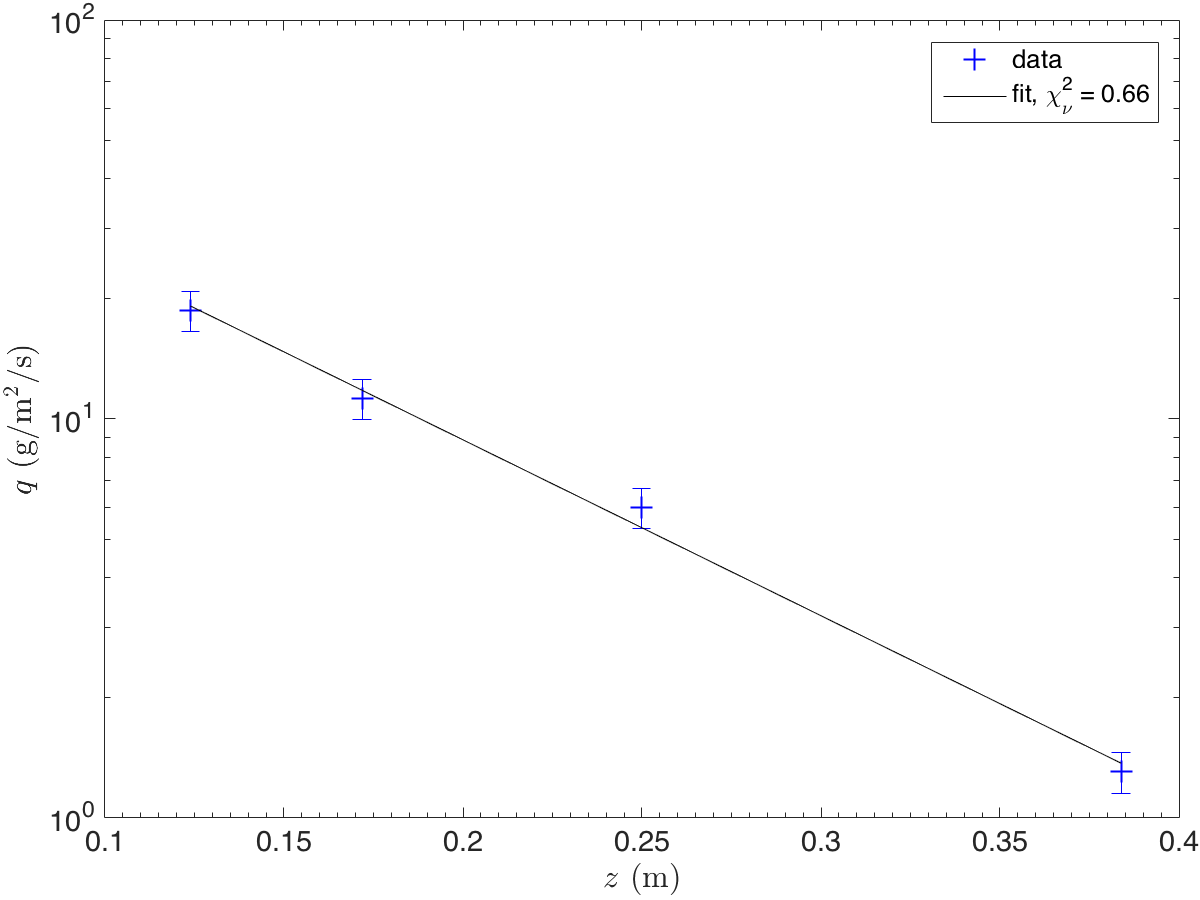 10²
10¹
10⁰
q (g/m²/s)
data
fit, χ²ᵥ = 0.66
0.1
0.15
0.2
0.25
0.3
0.35
0.4
z (m)